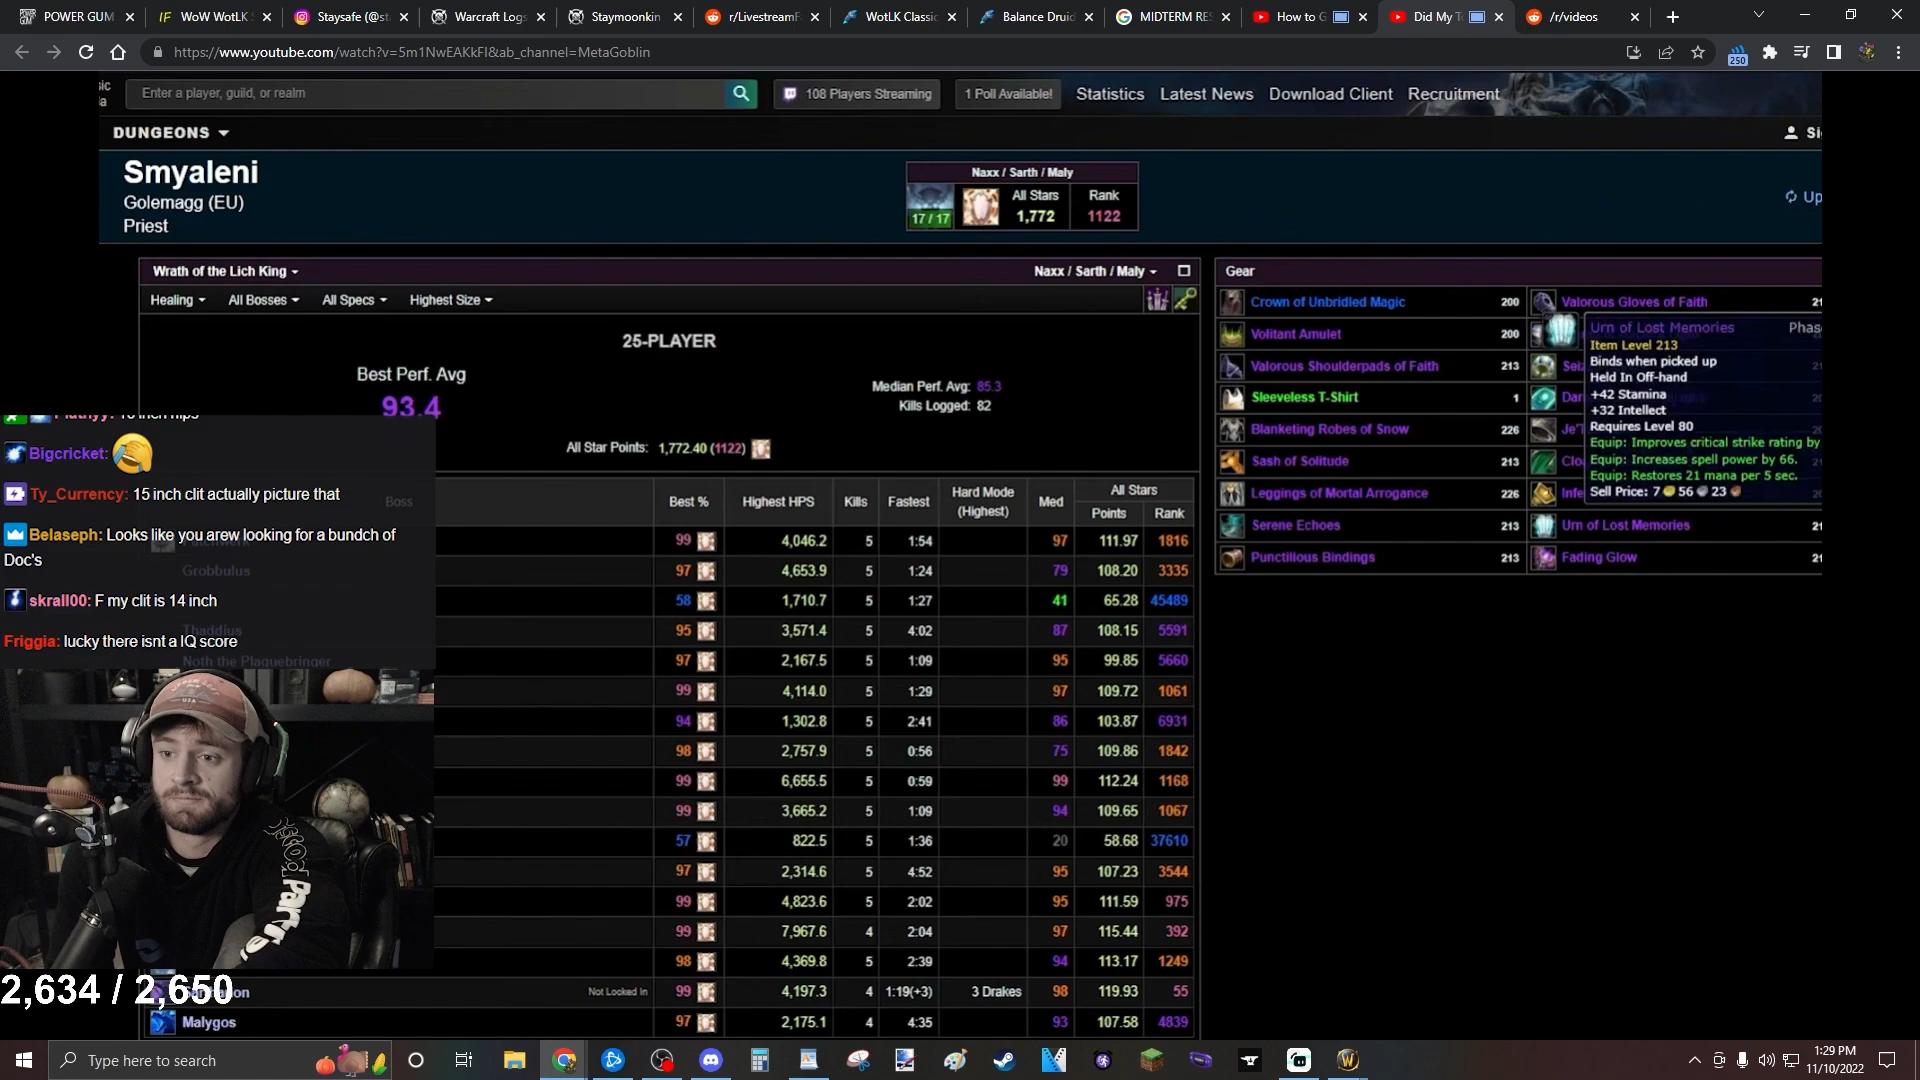 POWER GUM
WoW WotLK
Staysafe (@st
Warcraft Logs
Staymoonkin
r/LivestreamF
WotLK Classic
Balance Druid
MIDTERM RES
How to G
Did My T
/r/videos
https://www.youtube.com/watch?v=5m1NwEAKkFI&ab_channel=MetaGoblin
250
Enter a player, guild, or realm
108 Players Streaming
1 Poll Available!
Statistics
Latest News
Download Client
Recruitment
DUNGEONS
Smyaleni
Golemagg (EU)
Priest
Naxx / Sarth / Maly
17 / 17
All Stars
1,772
Rank
1122
Up
Wrath of the Lich King
Naxx / Sarth / Maly
Healing
All Bosses
All Specs
Highest Size
25-PLAYER
Best Perf. Avg
93.4
Median Perf. Avg: 85.3
Kills Logged: 82
All Star Points: 1,772.40 (1122)
Boss Best % Highest HPS Kills Fastest Hard Mode (Highest) Med All Stars Points Rank
99 4,046.2 5 1:54 97 111.97 1816
Grobbulus 97 4,653.9 5 1:24 79 108.20 3335
58 1,710.7 5 1:27 41 65.28 45489
Thaddius 95 3,571.4 5 4:02 87 108.15 5591
Noth the Plaguebringer 97 2,167.5 5 1:09 95 99.85 5660
99 4,114.0 5 1:29 97 109.72 1061
94 1,302.8 5 2:41 86 103.87 6931
98 2,757.9 5 0:56 75 109.86 1842
99 6,655.5 5 0:59 99 112.24 1168
99 3,665.2 5 1:09 94 109.65 1067
57 822.5 5 1:36 20 58.68 37610
97 2,314.6 5 4:52 95 107.23 3544
99 4,823.6 5 2:02 95 111.59 975
99 7,967.6 4 2:04 97 115.44 392
98 4,369.8 5 2:39 94 113.17 1249
Not Locked In 99 4,197.3 4 1:19(+3) 3 Drakes 98 119.93 55
Malygos 97 2,175.1 4 4:35 93 107.58 4839
Gear
Crown of Unbridled Magic 200
Volitant Amulet 200
Valorous Shoulderpads of Faith 213
Sleeveless T-Shirt 1
Blanketing Robes of Snow 226
Sash of Solitude 213
Leggings of Mortal Arrogance 226
Serene Echoes 213
Punctillious Bindings 213
Valorous Gloves of Faith
Urn of Lost Memories
Fading Glow
Urn of Lost Memories Phas
Item Level 213
Binds when picked up
Held In Off-hand
+42 Stamina
+32 Intellect
Requires Level 80
Equip: Improves critical strike rating by
Equip: Increases spell power by 66.
Equip: Restores 21 mana per 5 sec.
Sell Price: 7 56 23
Bigcricket:
Ty_Currency: 15 inch clit actually picture that
Belaseph: Looks like you arew looking for a bundch of
Doc's
skrall00: F my clit is 14 inch
Friggia: lucky there isnt a IQ score
2,634 / 2,650
Type here to search
1:29 PM
11/10/2022